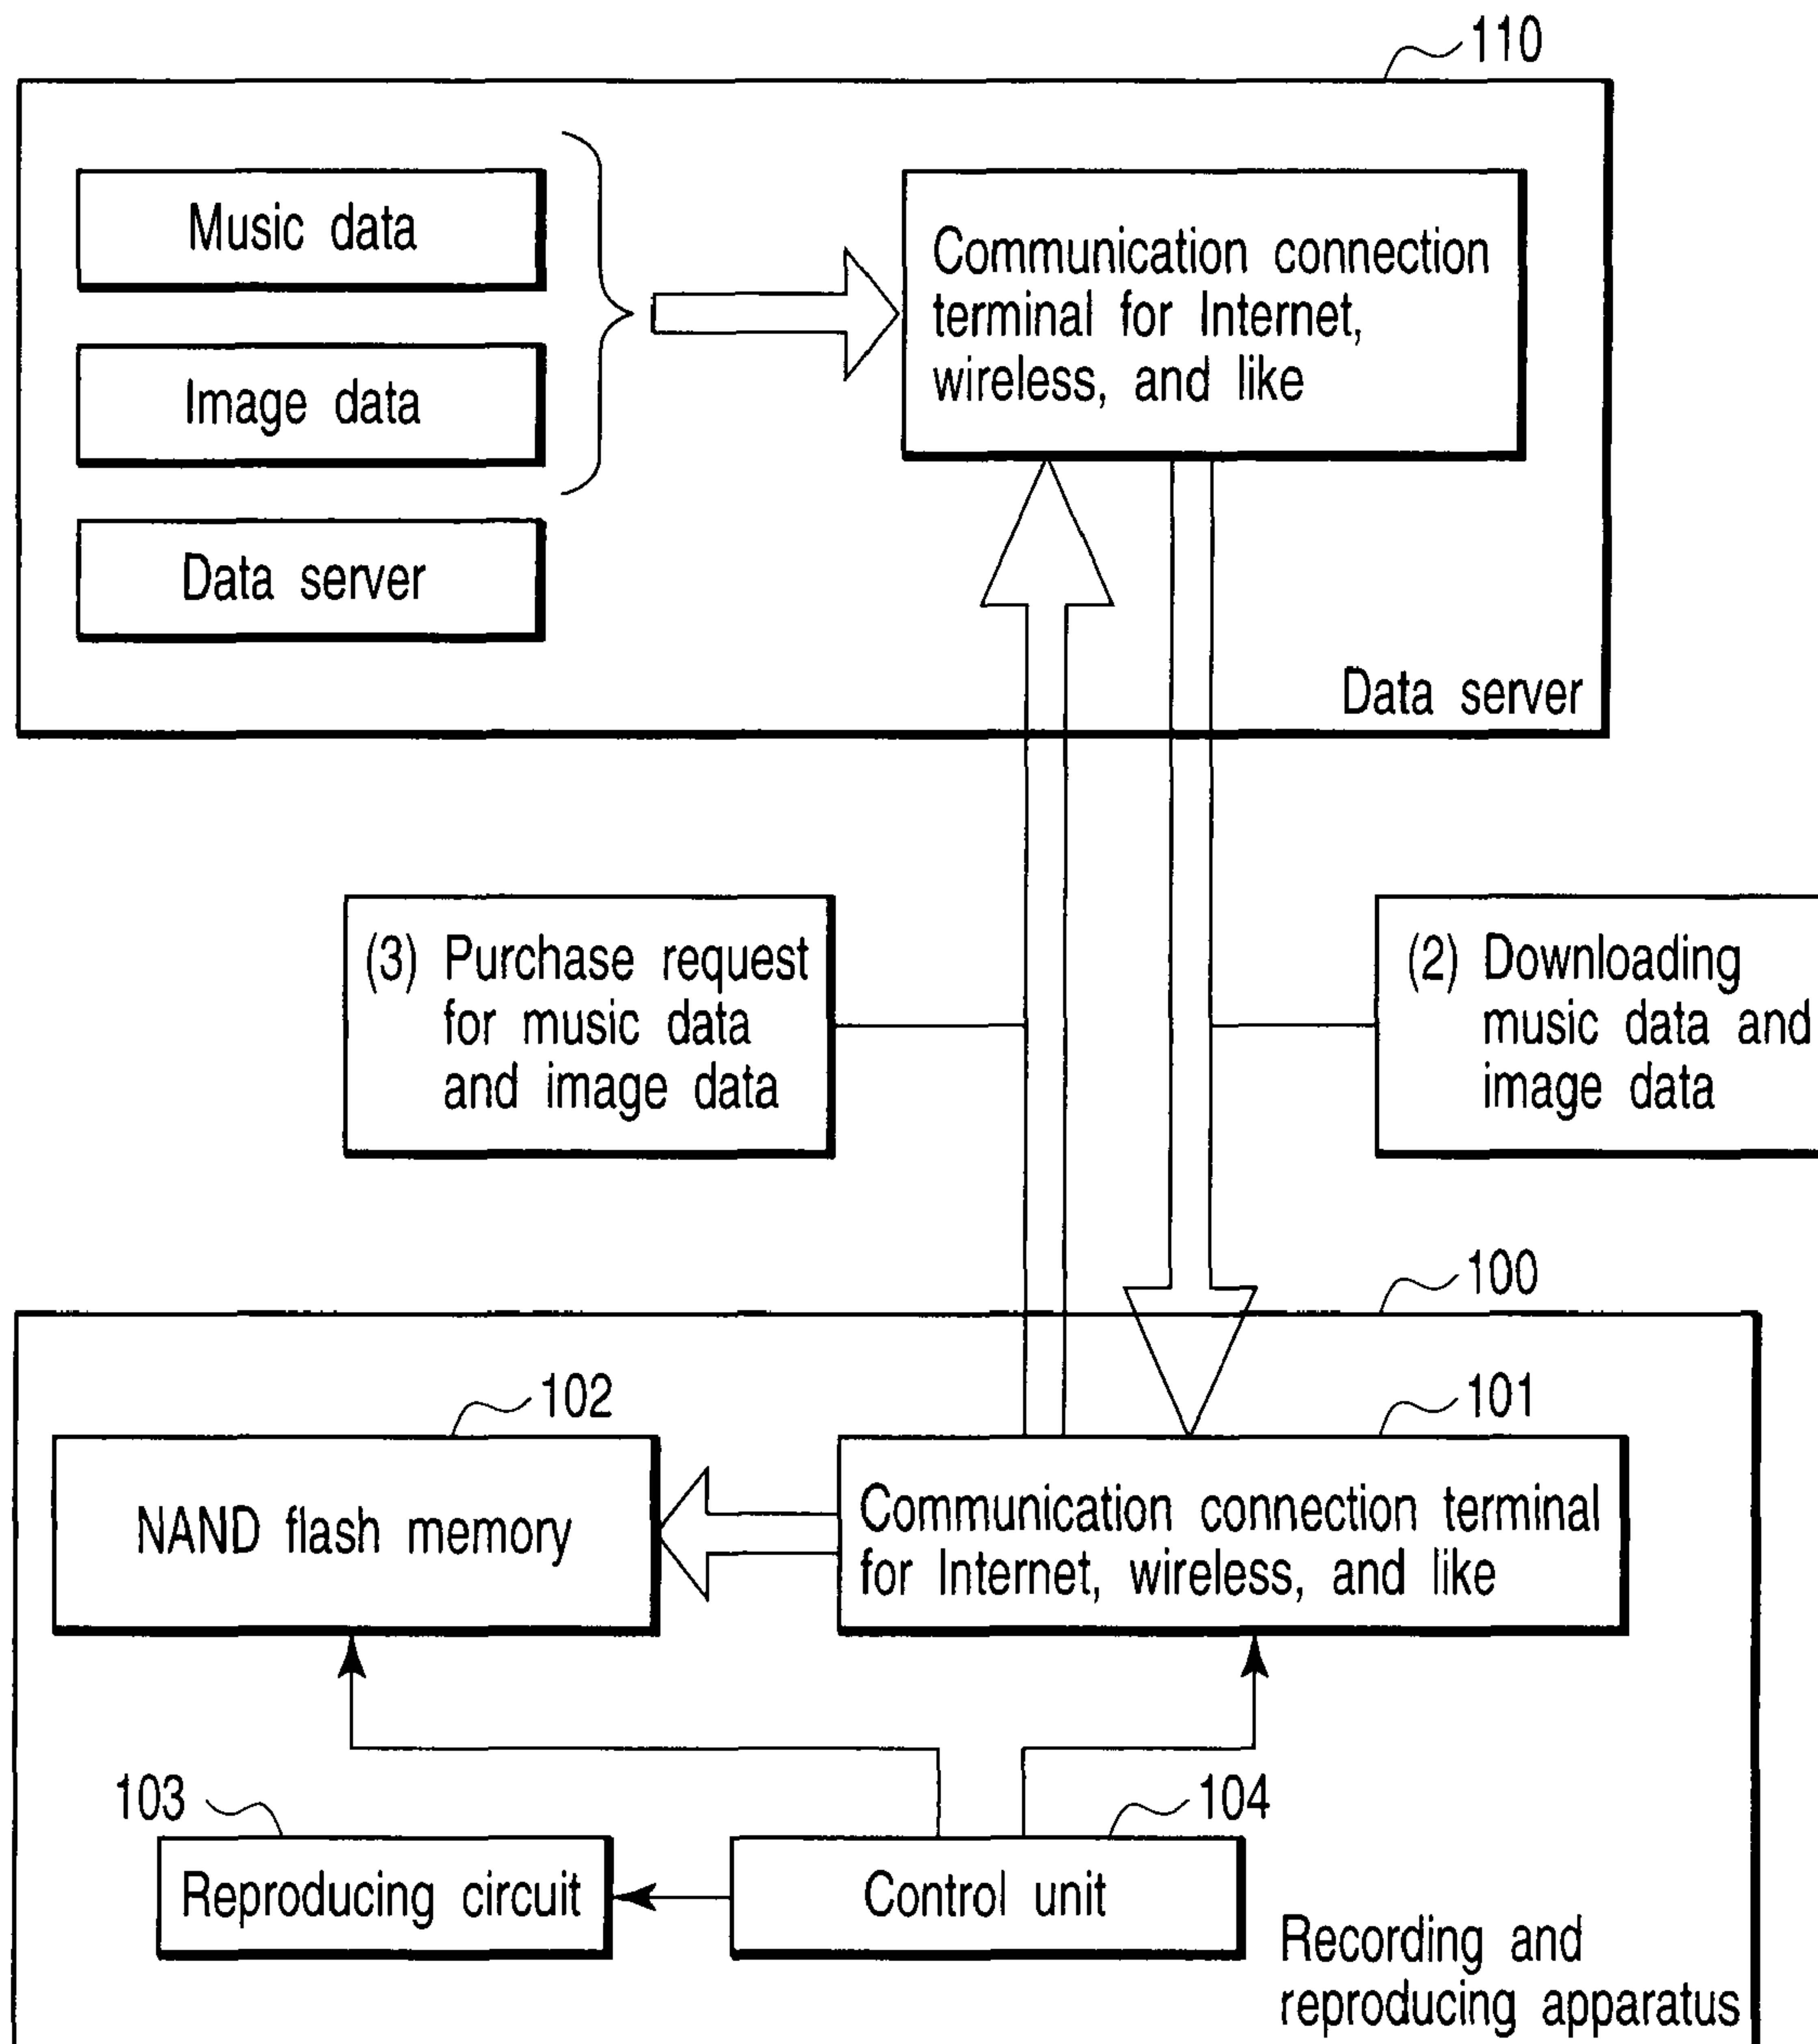 110
Music data
Image data
Data server
Communication connection
terminal for Internet,
wireless, and like
Data server
(3) Purchase request
for music data
and image data
(2) Downloading
music data and
image data
100
102
101
NAND flash memory
Communication connection terminal
for Internet, wireless, and like
103
104
Reproducing circuit
Control unit
Recording and
reproducing apparatus